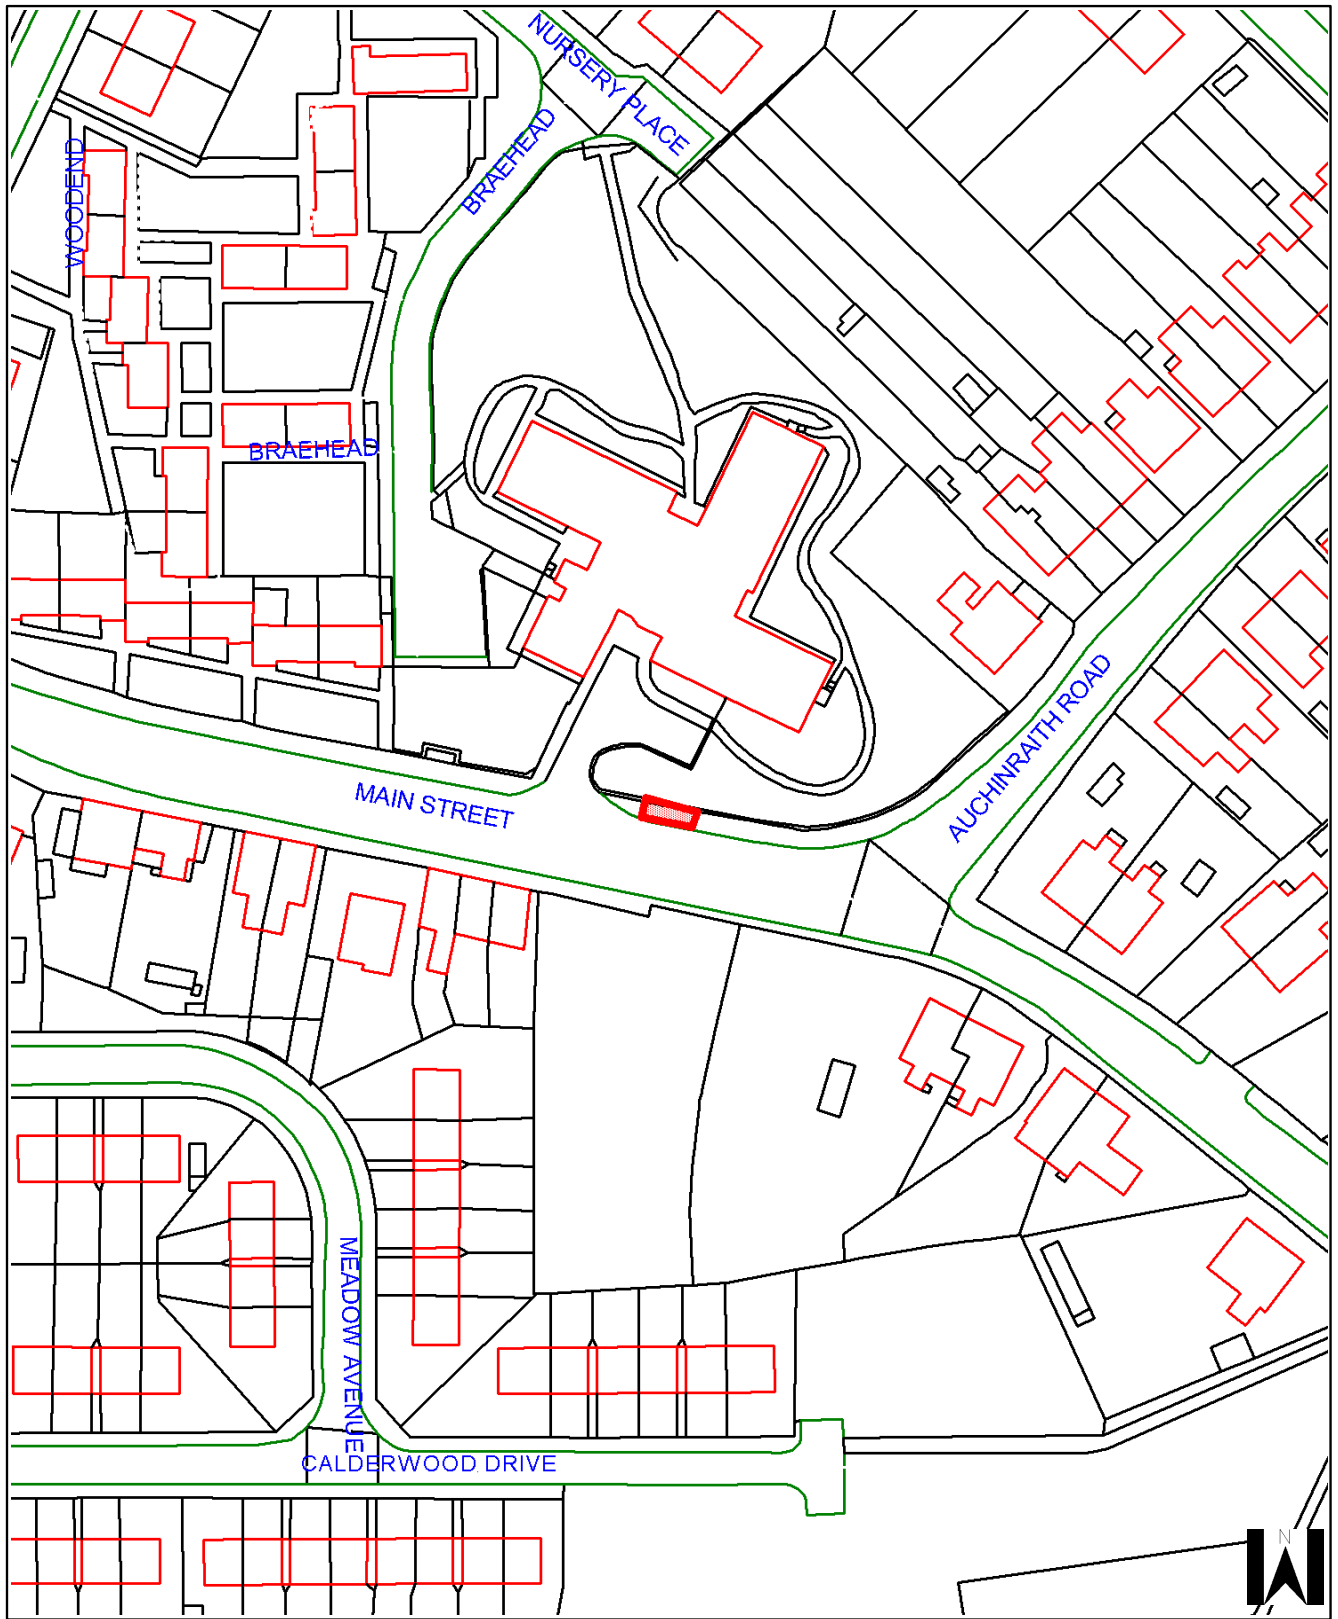 NURSERY PLACE
BRAEHEAD
WOODEND
BRAEHEAD
AUCHINRAITH ROAD
MAIN STREET
MEADOW AVENUE
CALDERWOOD DRIVE
N